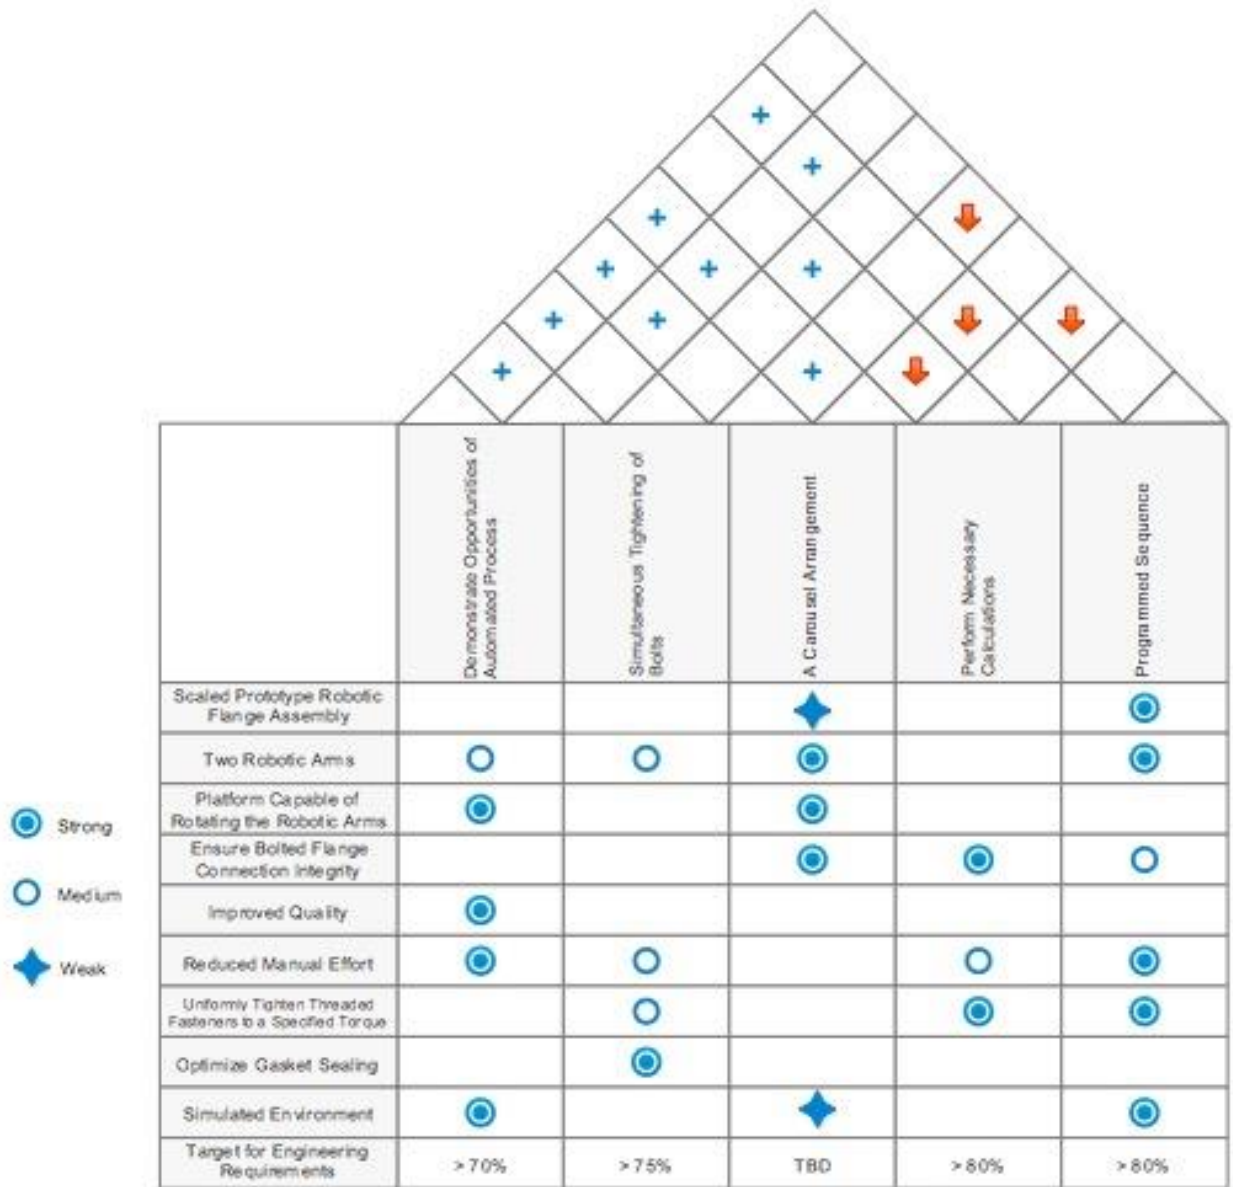 Demonstrate Opportunities of
Automated Process
Simultaneous Tightening of
Bolts
A Carousel Arrangement
Perform Necessary
Calculations
Programmed Sequence
Scaled Prototype Robotic
Flange Assembly
Two Robotic Arms
Platform Capable of
Rotating the Robotic Arms
Ensure Bolted Flange
Connection Integrity
Improved Quality
Reduced Manual Effort
Uniformly Tighten Threaded
Fasteners to a Specified Torque
Optimize Gasket Sealing
Simulated Environment
Target for Engineering
Requirements
>70%
>75%
TBD
>80%
>80%
Strong
Medium
Weak